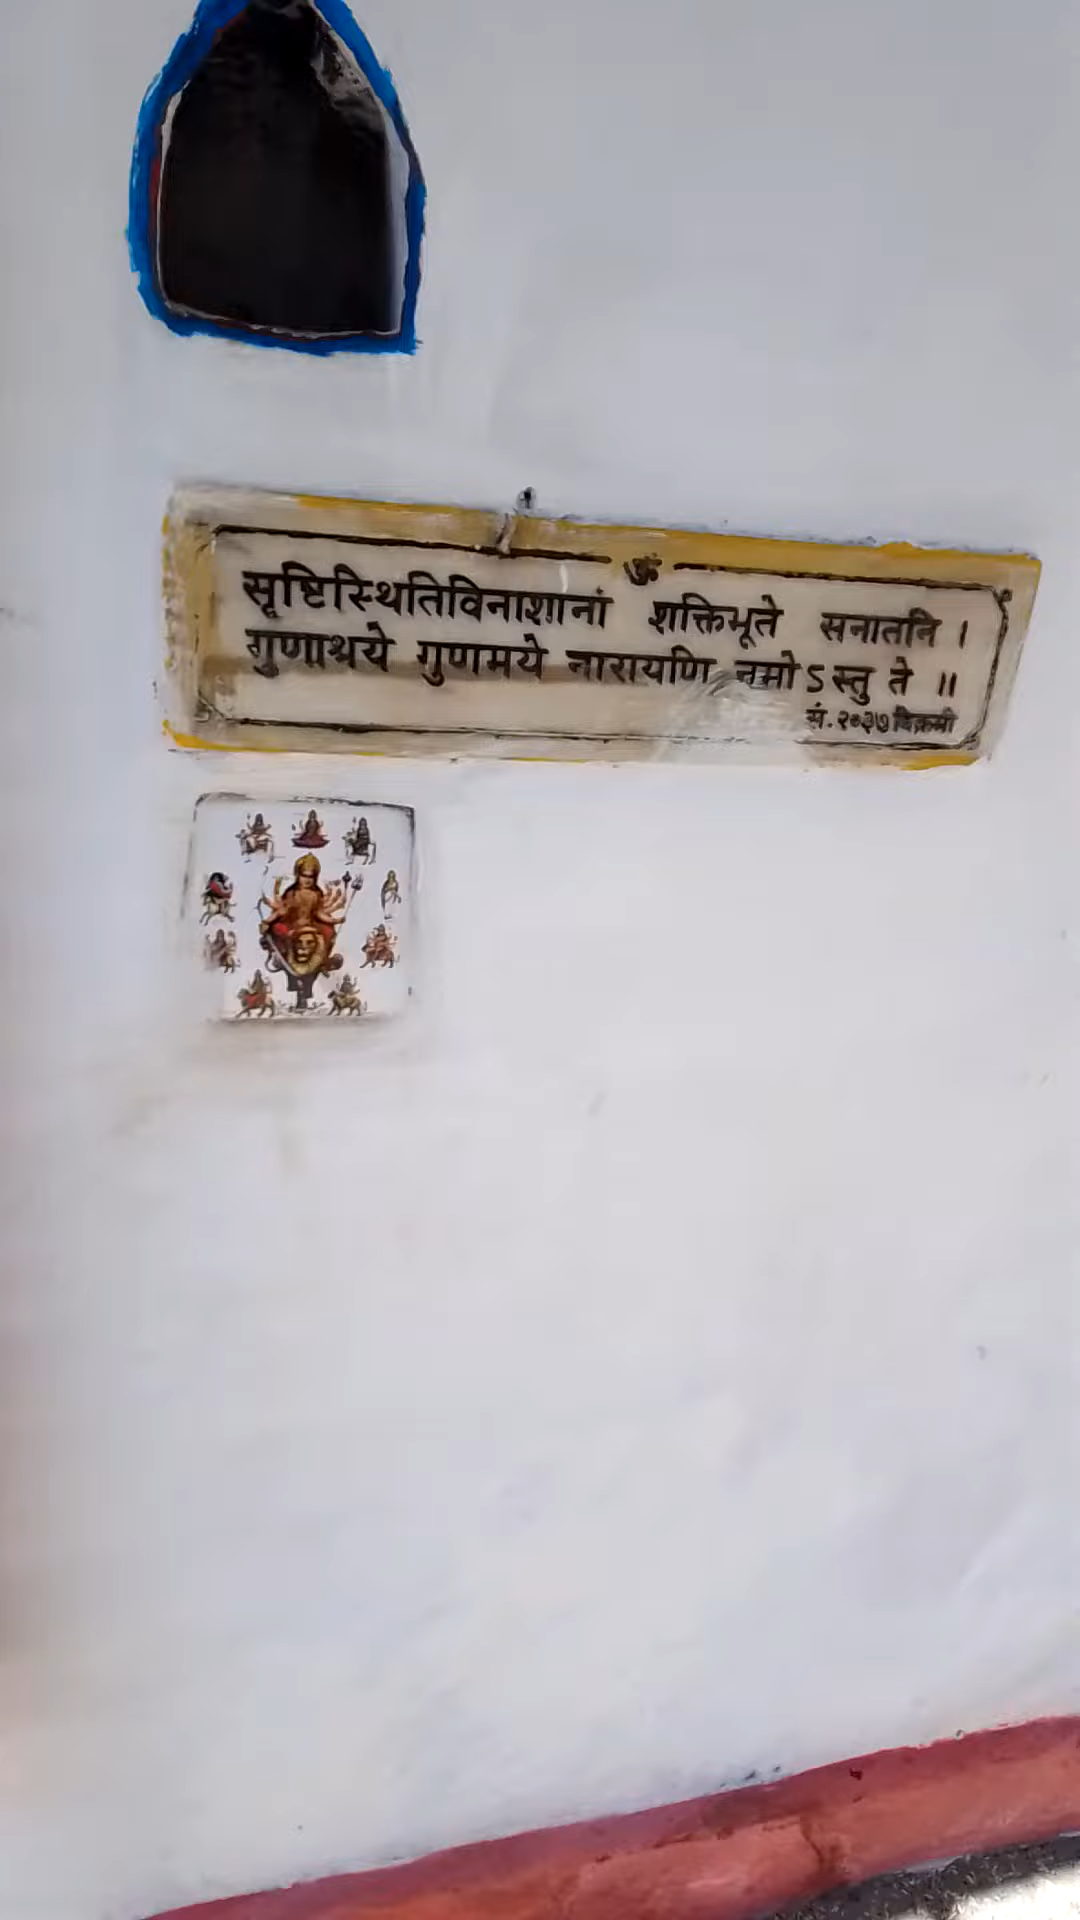 ॐ
सृष्टिस्थितिविनाशानां शक्तिभूते सनातनि ।
गुणाश्रये गुणमये नारायणि नमोऽस्तु ते ॥
सं. २०३७ विक्रमी